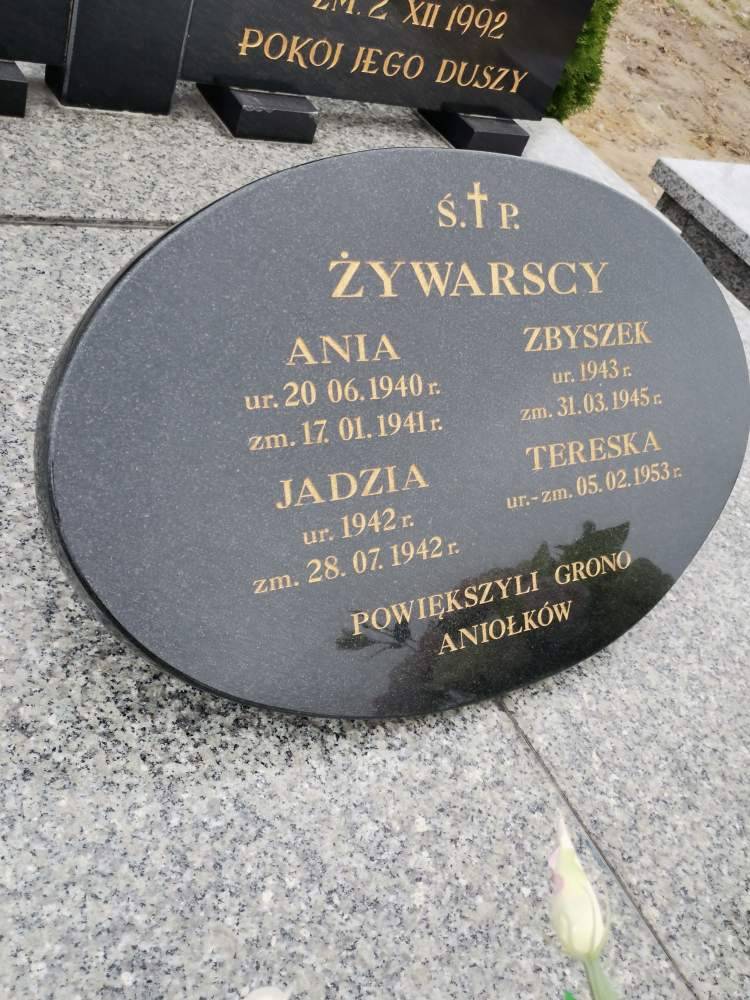 ZM. 2 XII 1992
POKÓJ JEGO DUSZY
Ś.†P.
ŻYWARSCY
ANIA
ur. 20 06.1940 r.
zm. 17. 01.1941 r.
JADZIA
ur. 1942 r.
zm. 28. 07. 1942 r.
ZBYSZEK
ur. 1943 r.
zm. 31.03.1945 r.
TERESKA
ur.-zm. 05.02.1953 r.
POWIĘKSZYLI GRONO
ANIOŁKÓW